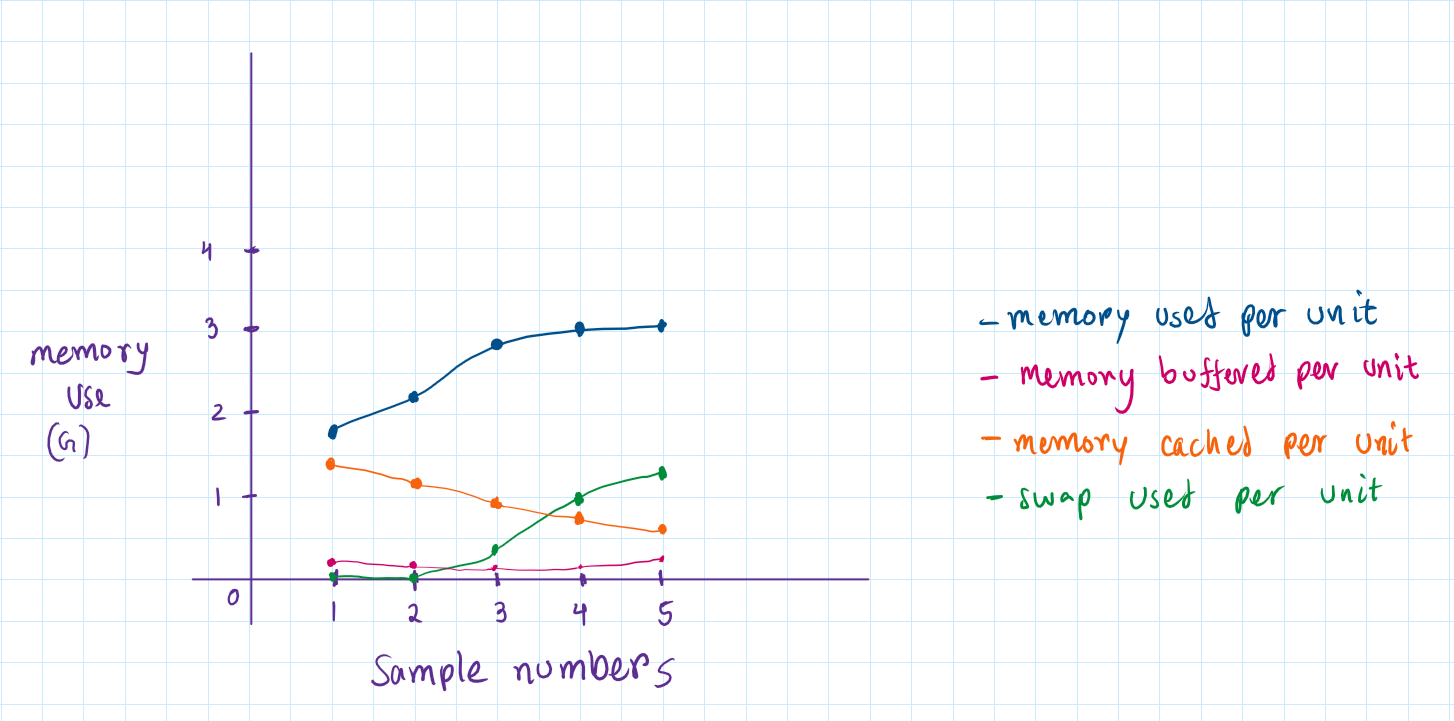 4
3
2
1
0
memory
use
(G)
1 2 3 4 5
Sample numbers
- memory used per unit
- memory buffered per unit
- memory cached per unit
- swap used per unit